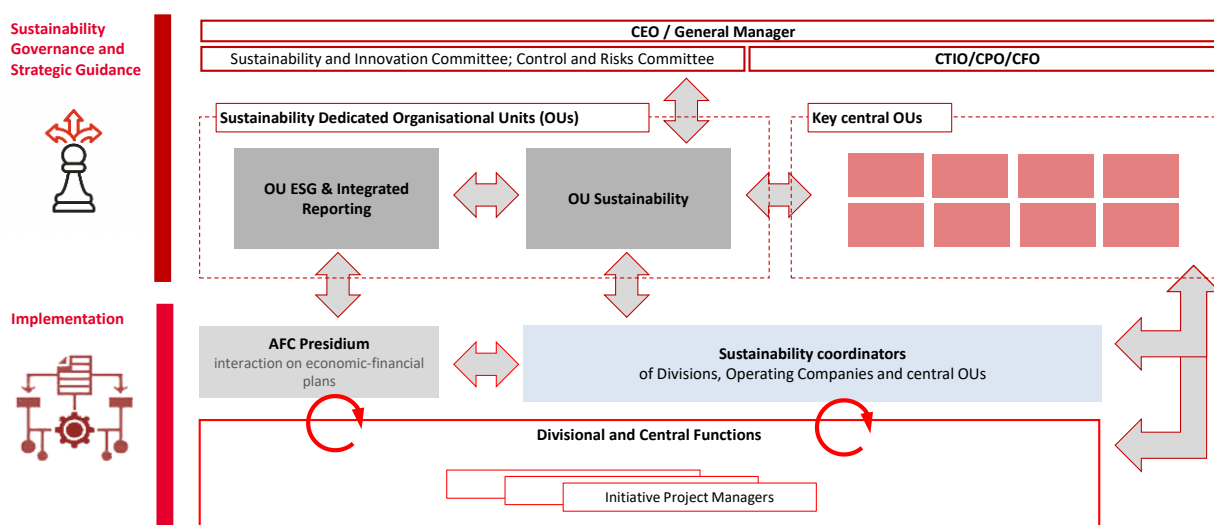 Sustainability
Governance and
Strategic Guidance
CEO / General Manager
Sustainability and Innovation Committee; Control and Risks Committee
CTIO/CPO/CFO
Sustainability Dedicated Organisational Units (OUs)
Key central OUs
OU ESG & Integrated
Reporting
OU Sustainability
Implementation
AFC Presidium
interaction on economic-financial
plans
Sustainability coordinators
of Divisions, Operating Companies and central OUs
Divisional and Central Functions
Initiative Project Managers